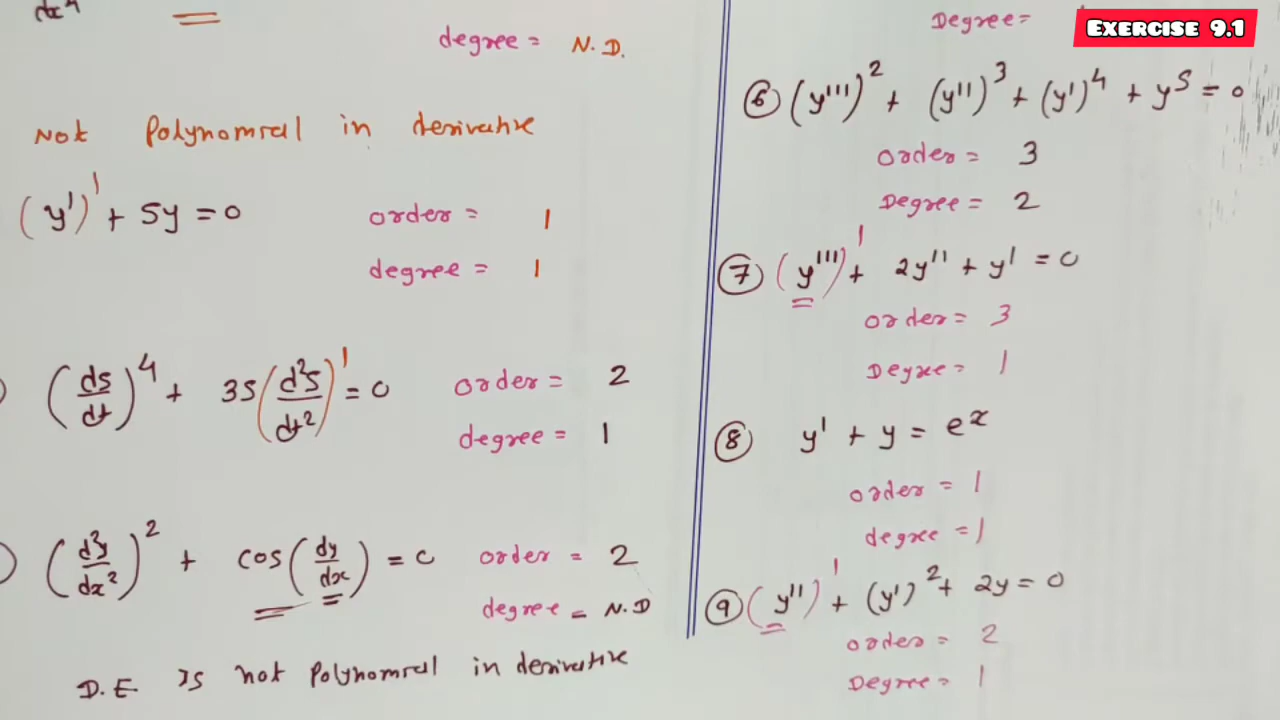 dx⁴
degree = N.D.
Not Polynomial in derivative
(y')¹ + 5y = 0
order = 1
degree = 1
(ds/dt)⁴ + 3s(d²s/dt²)¹ = 0
order = 2
degree = 1
(d²y/dx²)² + cos(dy/dx) = 0
order = 2
degree = N.D
D.E is not Polynomial in derivative
EXERCISE 9.1
Degree =
⑥ (y''')² + (y'')³ + (y')⁴ + y⁵ = 0
order = 3
Degree = 2
⑦ (y''')¹ + 2y'' + y' = 0
order = 3
Degree = 1
⑧ y' + y = eˣ
order = 1
degree = 1
⑨ (y'')¹ + (y')² + 2y = 0
order = 2
Degree = 1